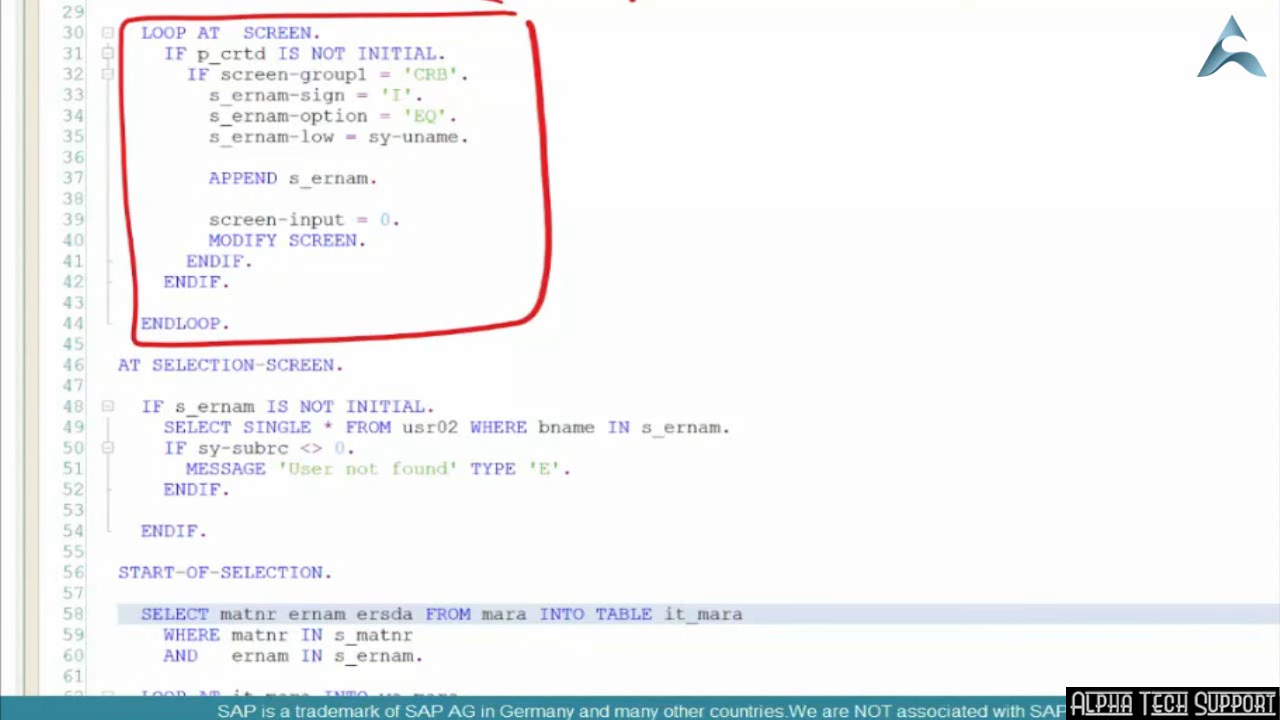 29
30 LOOP AT SCREEN.
31 IF p_crtd IS NOT INITIAL.
32 IF screen-group1 = 'CRB'.
33 s_ernam-sign = 'I'.
34 s_ernam-option = 'EQ'.
35 s_ernam-low = sy-uname.
36
37 APPEND s_ernam.
38
39 screen-input = 0.
40 MODIFY SCREEN.
41 ENDIF.
42 ENDIF.
43
44 ENDLOOP.
45
46 AT SELECTION-SCREEN.
47
48 IF s_ernam IS NOT INITIAL.
49 SELECT SINGLE * FROM usr02 WHERE bname IN s_ernam.
50 IF sy-subrc <> 0.
51 MESSAGE 'User not found' TYPE 'E'.
52 ENDIF.
53
54 ENDIF.
55
56 START-OF-SELECTION.
57
58 SELECT matnr ernam ersda FROM mara INTO TABLE it_mara
59 WHERE matnr IN s_matnr
60 AND ernam IN s_ernam.
61
LOOP AT it_mara INTO
SAP is a trademark of SAP AG in Germany and many other countries.We are NOT associated with SAP
ALPHA TECH SUPPORT